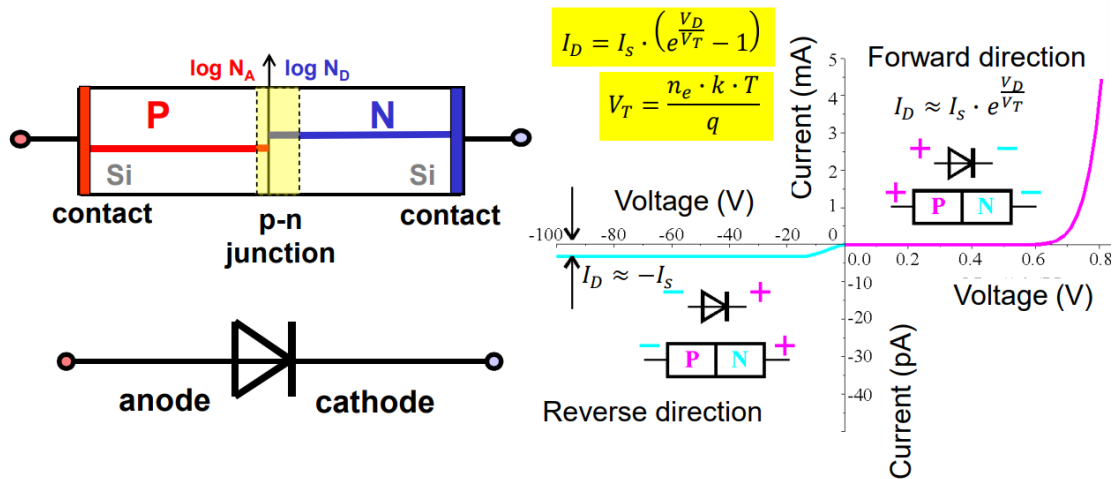 log N_A log N_D
P N
Si Si
contact contact
p-n
junction
anode cathode
I_D = I_s · (e^{V_D/V_T} − 1)
V_T = n_e · k · T / q
Forward direction
I_D ≈ I_s · e^{V_D/V_T}
+ −
+ P N −
Current (mA)
5
4
3
2
1
0
Voltage (V)
-100 -80 -60 -40 -20
0.0 0.2 0.4 0.6 0.8
Voltage (V)
I_D ≈ −I_s
− +
− P N +
Reverse direction
-10
-20
-30
-40
Current (pA)